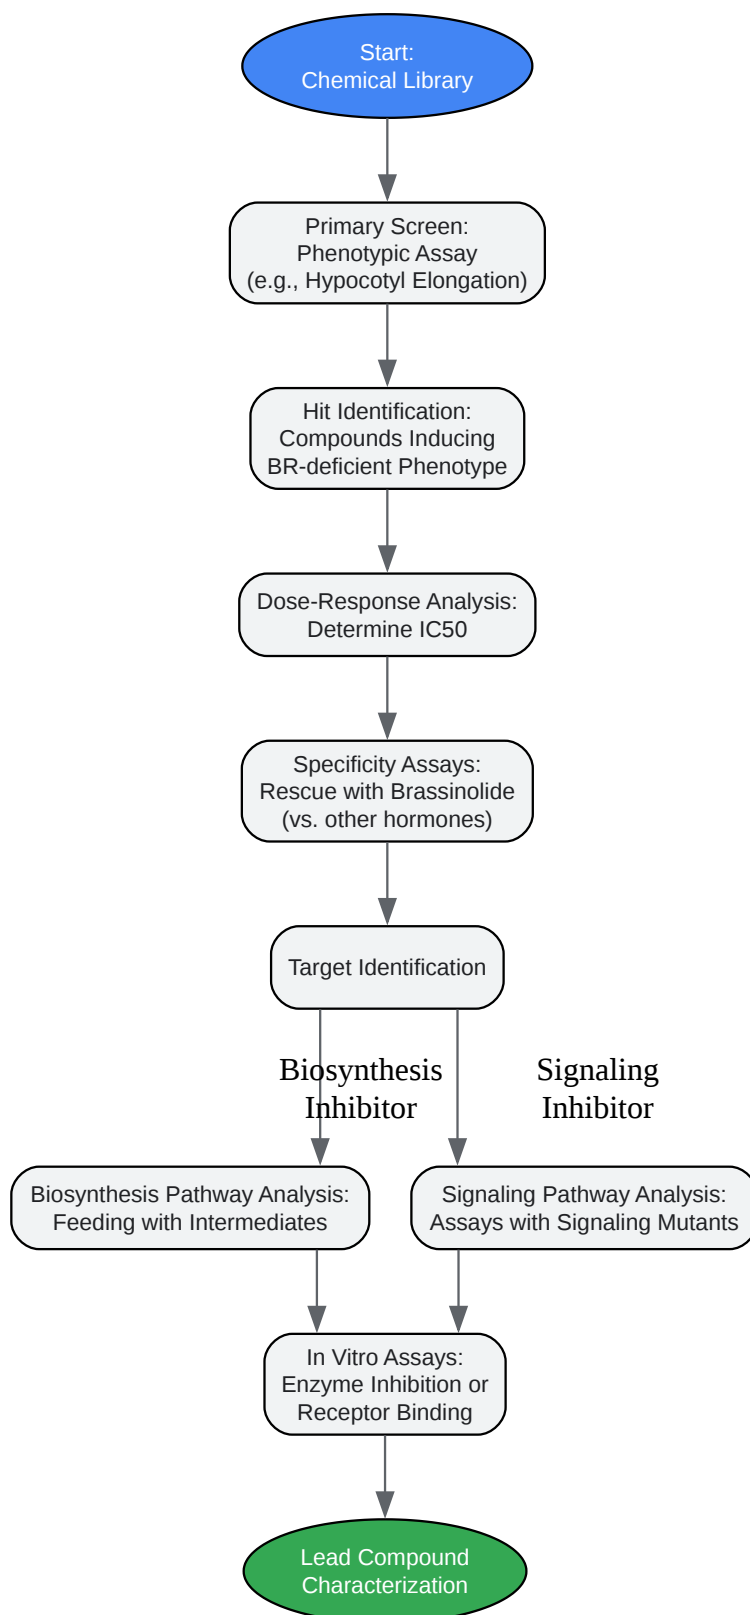 Start:
Chemical Library
Primary Screen:
Phenotypic Assay
(e.g., Hypocotyl Elongation)
Hit Identification:
Compounds Inducing
BR-deficient Phenotype
Dose-Response Analysis:
Determine IC50
Specificity Assays:
Rescue with Brassinolide
(vs. other hormones)
Target Identification
Biosynthesis
Inhibitor
Signaling
Inhibitor
Biosynthesis Pathway Analysis:
Feeding with Intermediates
Signaling Pathway Analysis:
Assays with Signaling Mutants
In Vitro Assays:
Enzyme Inhibition or
Receptor Binding
Lead Compound
Characterization